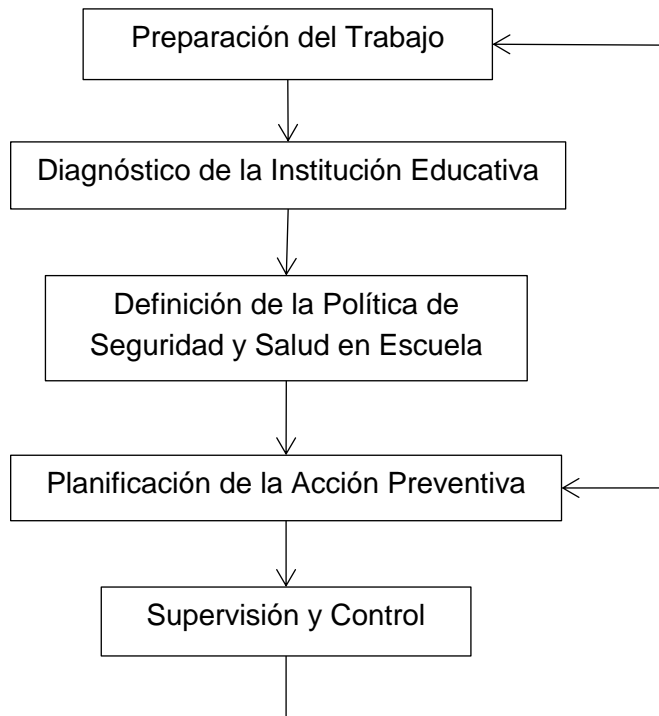 Preparación del Trabajo
Diagnóstico de la Institución Educativa
Definición de la Política de
Seguridad y Salud en Escuela
Planificación de la Acción Preventiva
Supervisión y Control